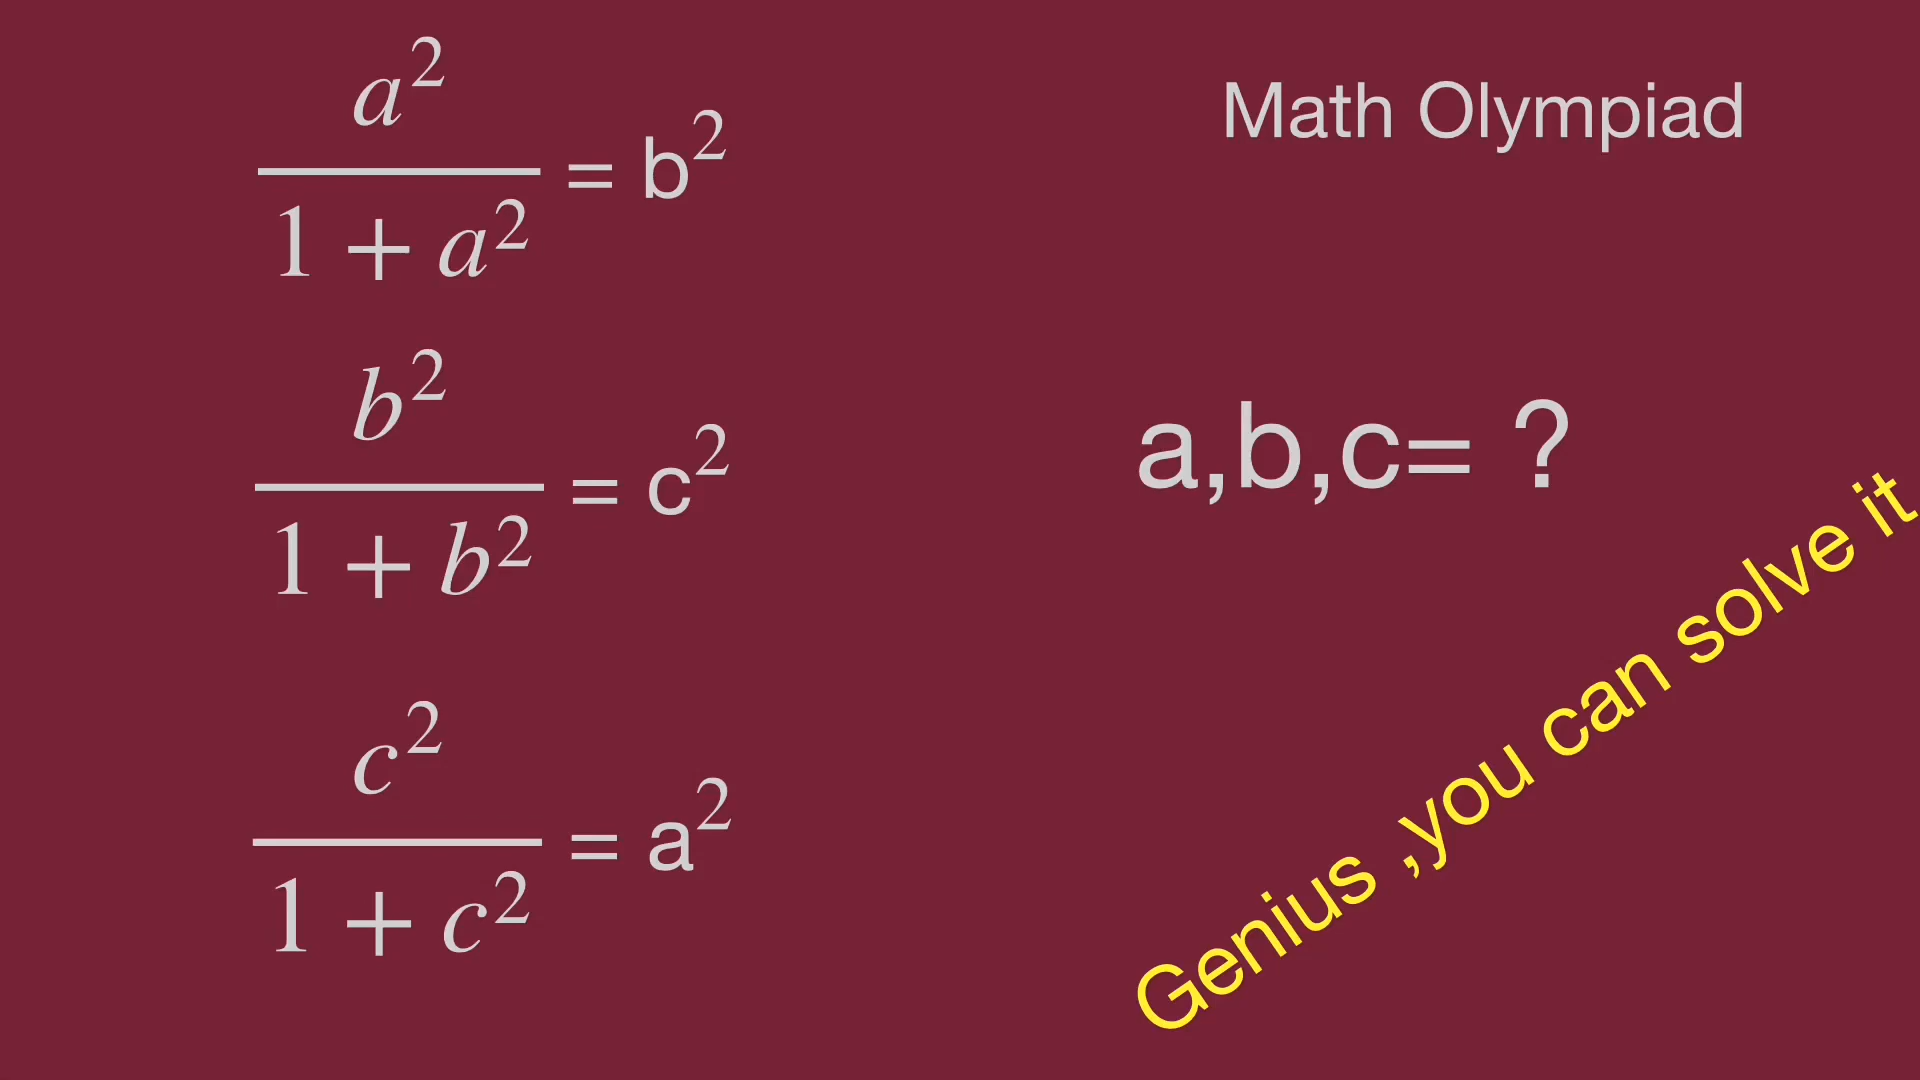 Math Olympiad
a²/(1 + a²) = b²
b²/(1 + b²) = c²
a,b,c= ?
c²/(1 + c²) = a²
Genius ,you can solve it